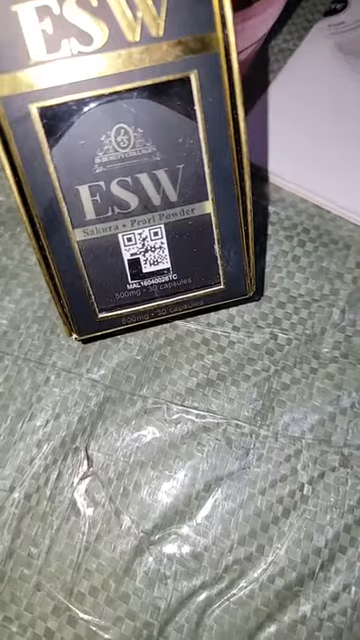 ESW
ESW
Sakura • Pearl Powder
500mg • 30 capsules
500mg • 30 capsules